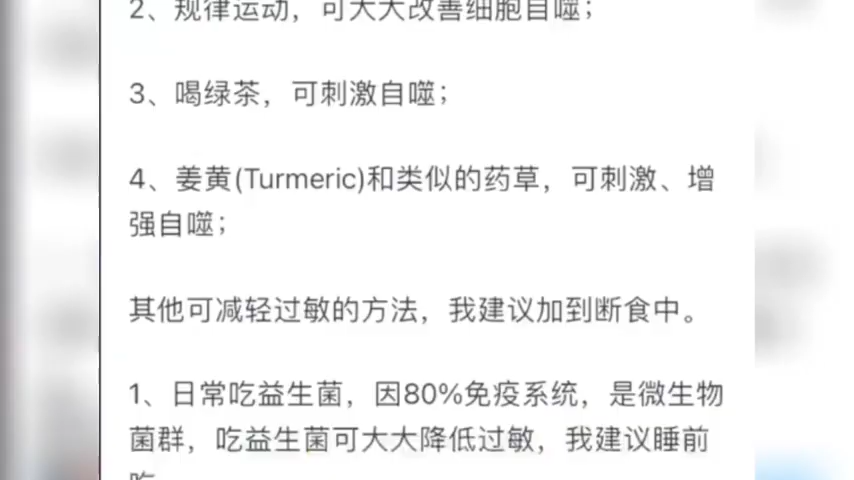 2、规律运动，可大大改善细胞自噬；
3、喝绿茶，可刺激自噬；
4、姜黄(Turmeric)和类似的药草，可刺激、增
强自噬；
其他可减轻过敏的方法，我建议加到断食中。
1、日常吃益生菌，因80%免疫系统，是微生物
菌群，吃益生菌可大大降低过敏，我建议睡前